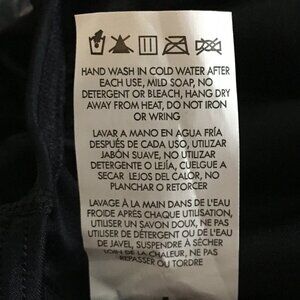 HAND WASH IN COLD WATER AFTER
EACH USE, MILD SOAP, NO
DETERGENT OR BLEACH, HANG DRY
AWAY FROM HEAT, DO NOT IRON
OR WRING
LAVAR A MANO EN AGUA FRÍA
DESPUÉS DE CADA USO, UTILIZAR
JABÓN SUAVE, NO UTILIZAR
DETERGENTE O LEJÍA, CUELGUE A
SECAR LEJOS DEL CALOR, NO
PLANCHAR O RETORCER
LAVAGE À LA MAIN DANS DE L'EAU
FROIDE APRÈS CHAQUE UTILISATION,
UTILISER UN SAVON DOUX, NE PAS
UTILISER DE DÉTERGENT OU DE L'EAU
DE JAVEL, SUSPENDRE À SÉCHER
LOIN DE LA CHALEUR, NE PAS
REPASSER OU TORDRE